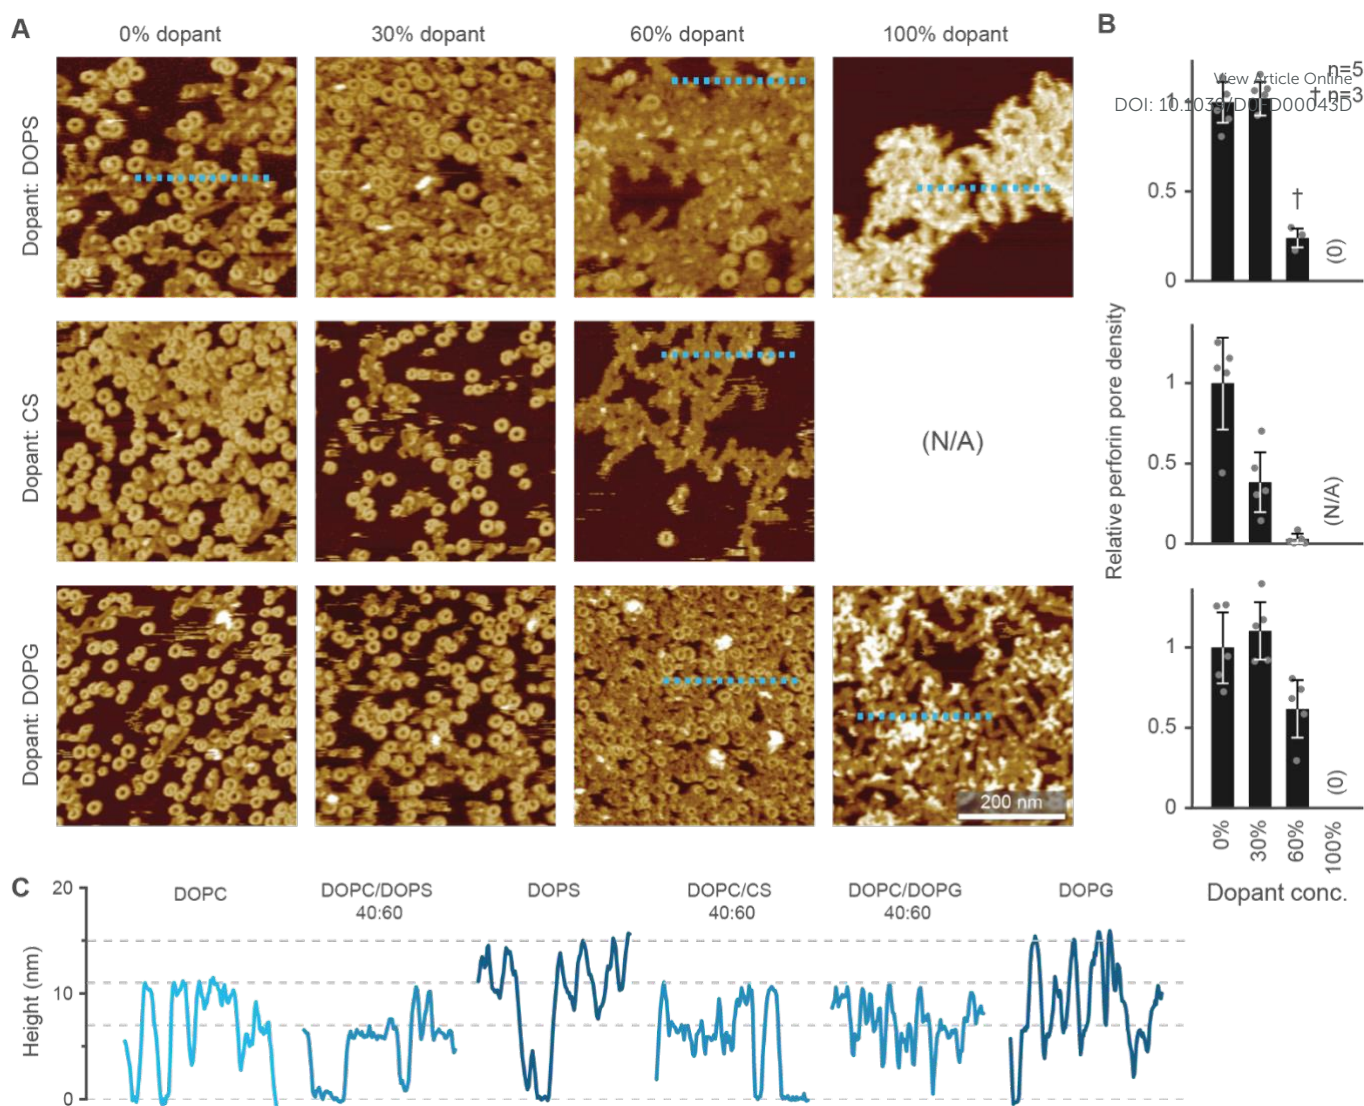 A
0% dopant
30% dopant
60% dopant
100% dopant
Dopant: DOPS
Dopant: CS
(N/A)
Dopant: DOPG
200 nm
B
n=5
† n=3
View Article Online
DOI: 10.1039/D0FD00043D
1
0.5
0
†
(0)
Relative perforin pore density
1
0.5
0
(N/A)
1
0.5
0
(0)
0%
30%
60%
100%
Dopant conc.
C
Height (nm)
20
10
0
DOPC
DOPC/DOPS
40:60
DOPS
DOPC/CS
40:60
DOPC/DOPG
40:60
DOPG